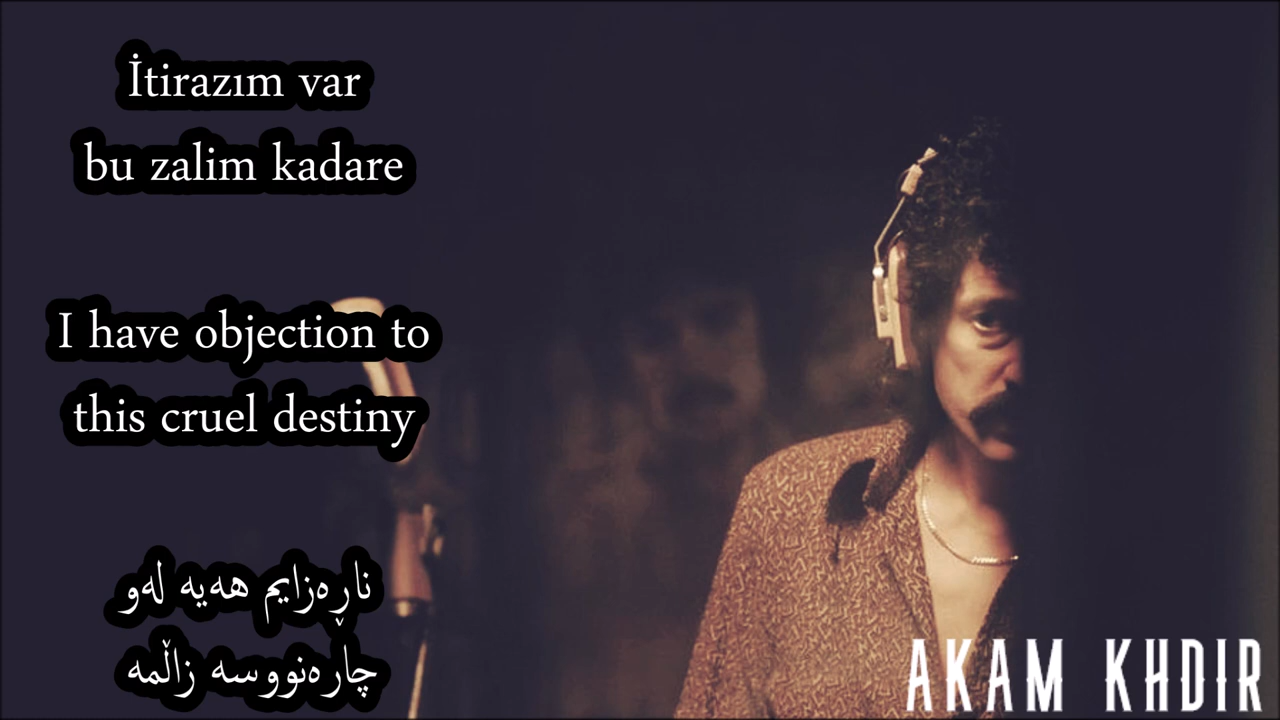 İtirazım var
bu zalim kadare
I have objection to
this cruel destiny
ناڕەزایم هەیە لەو
چارەنووسە زاڵمە
AKAM KHDIR